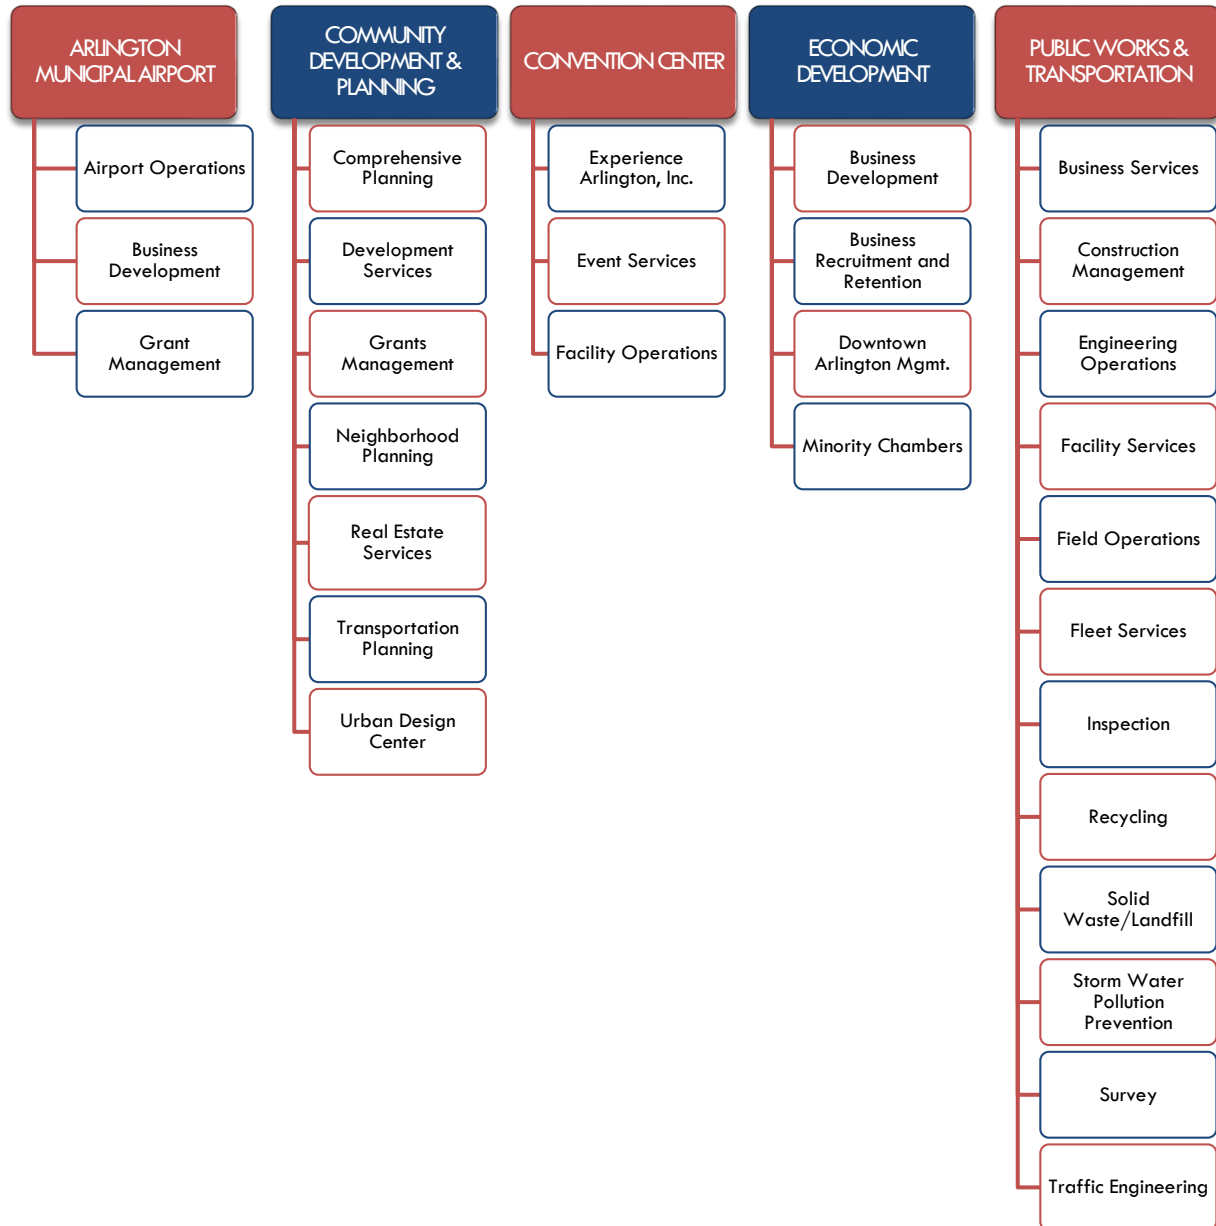 ARLINGTON
MUNICIPAL AIRPORT
Airport Operations
Business
Development
Grant
Management
COMMUNITY
DEVELOPMENT &
PLANNING
Comprehensive
Planning
Development
Services
Grants
Management
Neighborhood
Planning
Real Estate
Services
Transportation
Planning
Urban Design
Center
CONVENTION CENTER
Experience
Arlington, Inc.
Event Services
Facility Operations
ECONOMIC
DEVELOPMENT
Business
Development
Business
Recruitment and
Retention
Downtown
Arlington Mgmt.
Minority Chambers
PUBLIC WORKS &
TRANSPORTATION
Business Services
Construction
Management
Engineering
Operations
Facility Services
Field Operations
Fleet Services
Inspection
Recycling
Solid
Waste/Landfill
Storm Water
Pollution
Prevention
Survey
Traffic Engineering